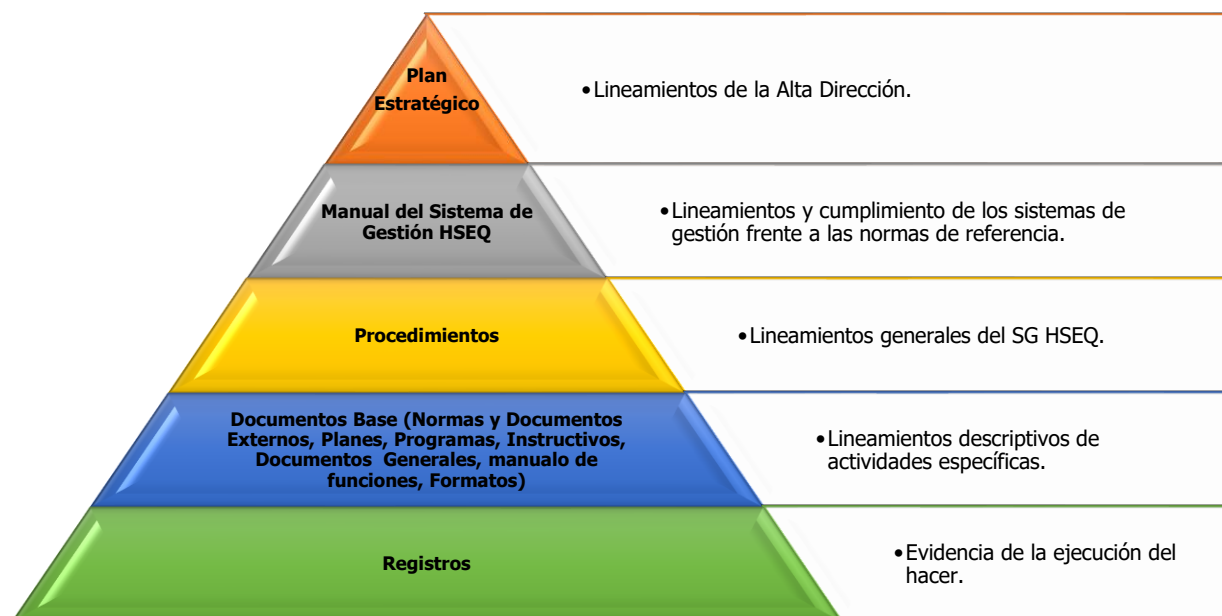 Plan
Estratégico
•Lineamientos de la Alta Dirección.
Manual del Sistema de
Gestión HSEQ
•Lineamientos y cumplimiento de los sistemas de
gestión frente a las normas de referencia.
Procedimientos
•Lineamientos generales del SG HSEQ.
Documentos Base (Normas y Documentos
Externos, Planes, Programas, Instructivos,
Documentos  Generales, manualo de
funciones, Formatos)
•Lineamientos descriptivos de
actividades específicas.
Registros
•Evidencia de la ejecución del
hacer.